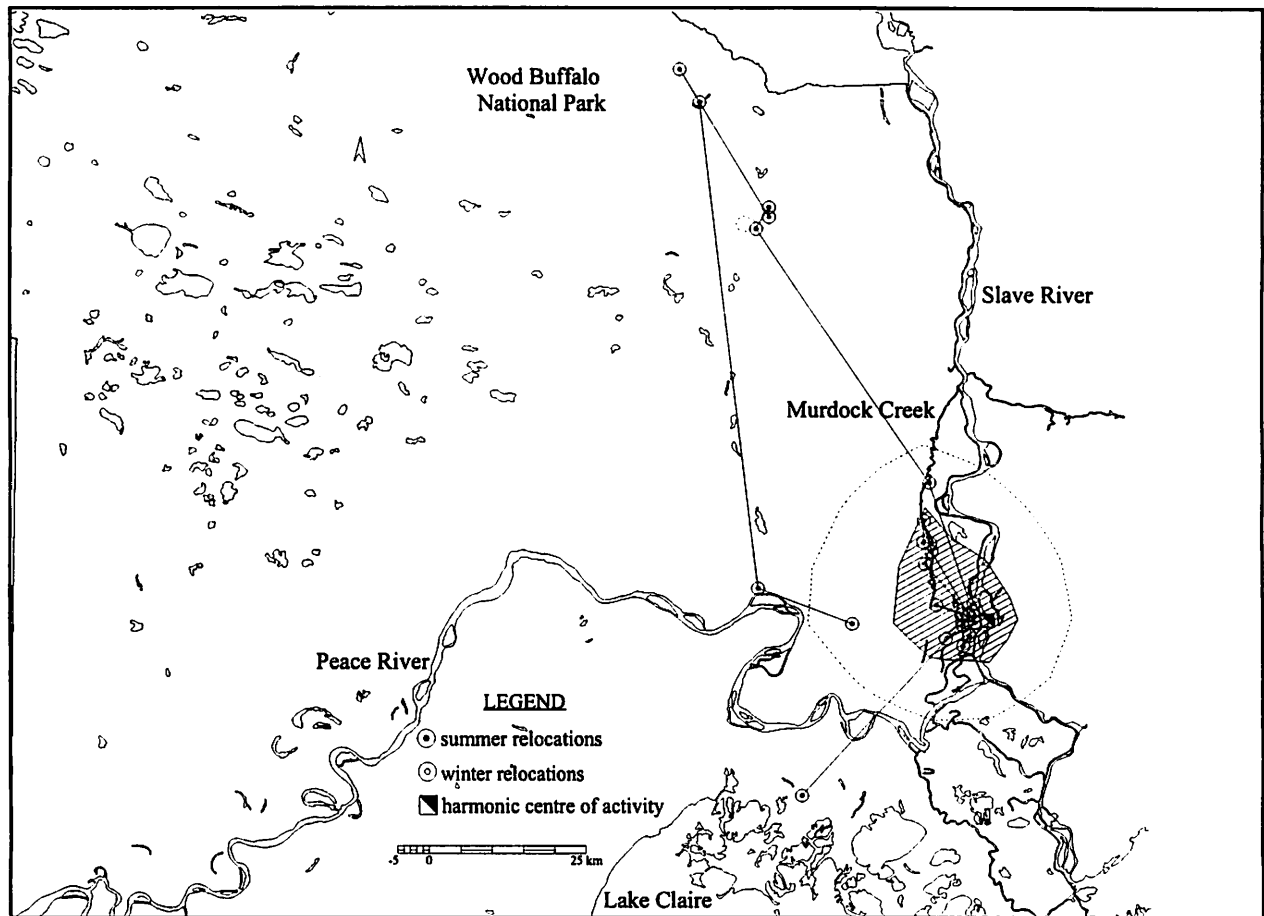 Wood Buffalo
National Park
Slave River
Murdock Creek
Peace River
LEGEND
summer relocations
winter relocations
harmonic centre of activity
-5 0 25 km
Lake Claire